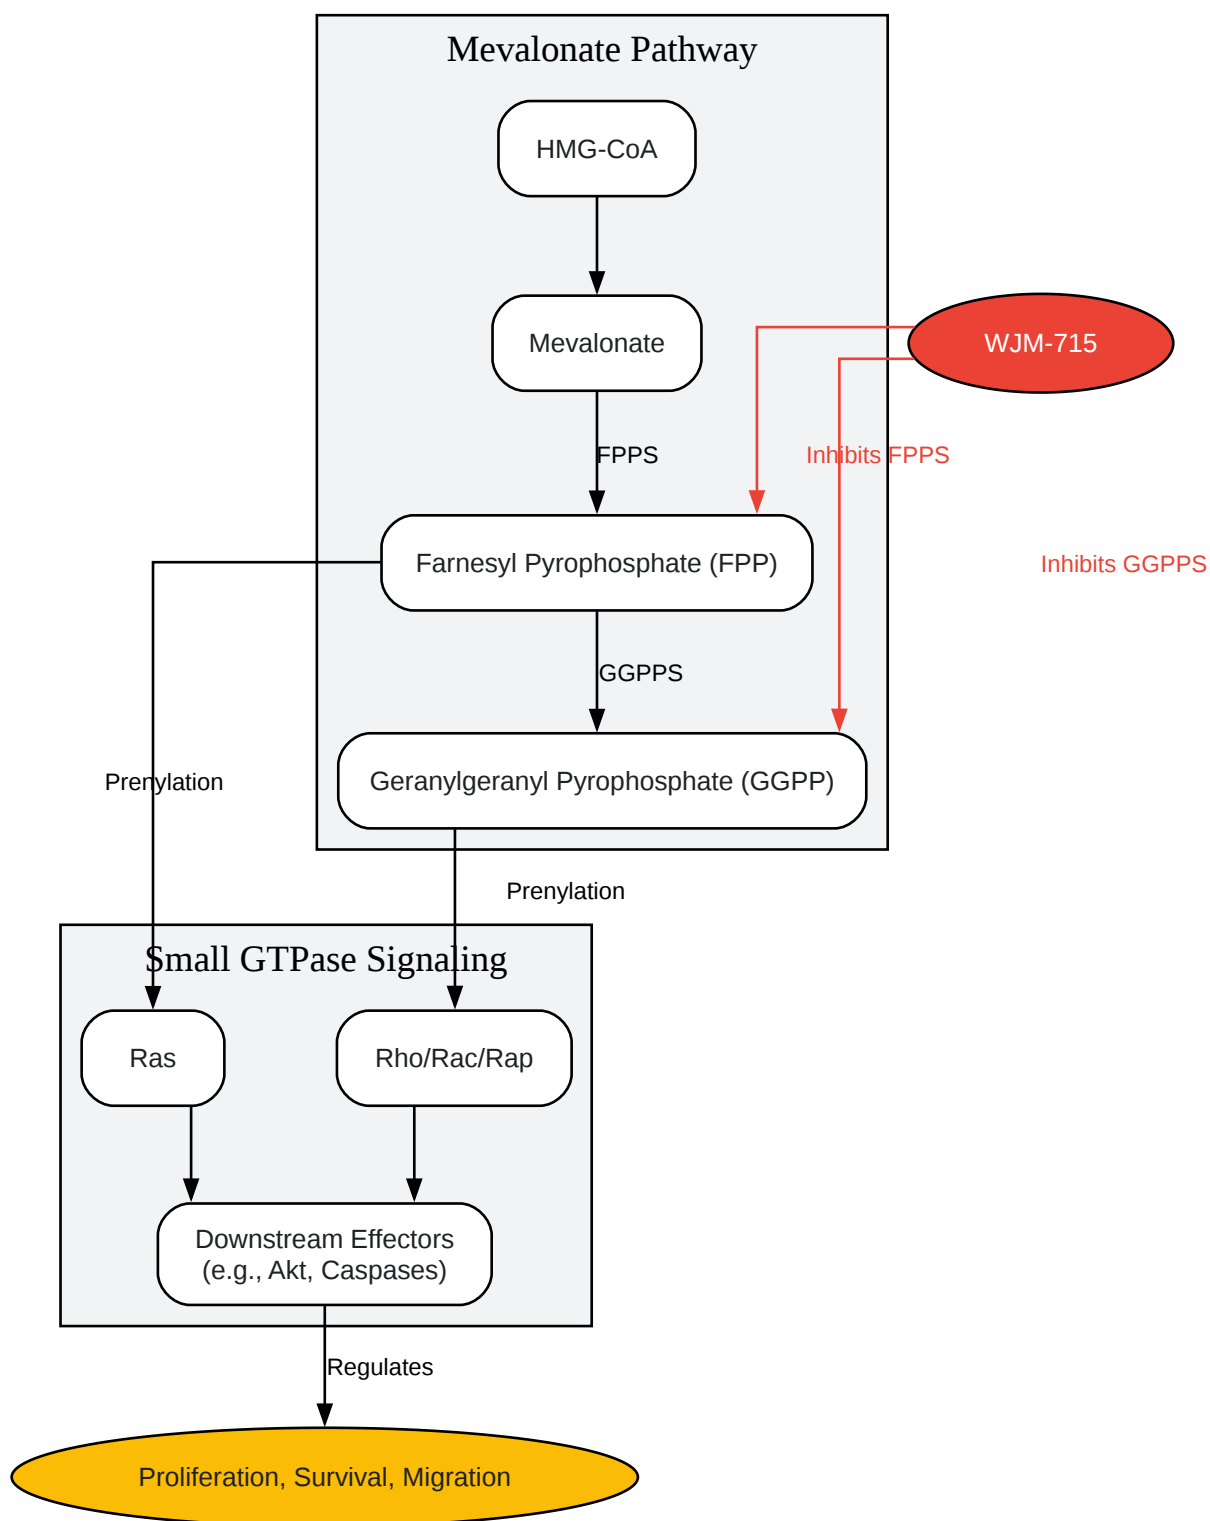 Mevalonate Pathway
HMG-CoA
Mevalonate
WJM-715
FPPS
Inhibits FPPS
Farnesyl Pyrophosphate (FPP)
Inhibits GGPPS
GGPPS
Geranylgeranyl Pyrophosphate (GGPP)
Prenylation
Prenylation
Small GTPase Signaling
Ras
Rho/Rac/Rap
Downstream Effectors
(e.g., Akt, Caspases)
Regulates
Proliferation, Survival, Migration